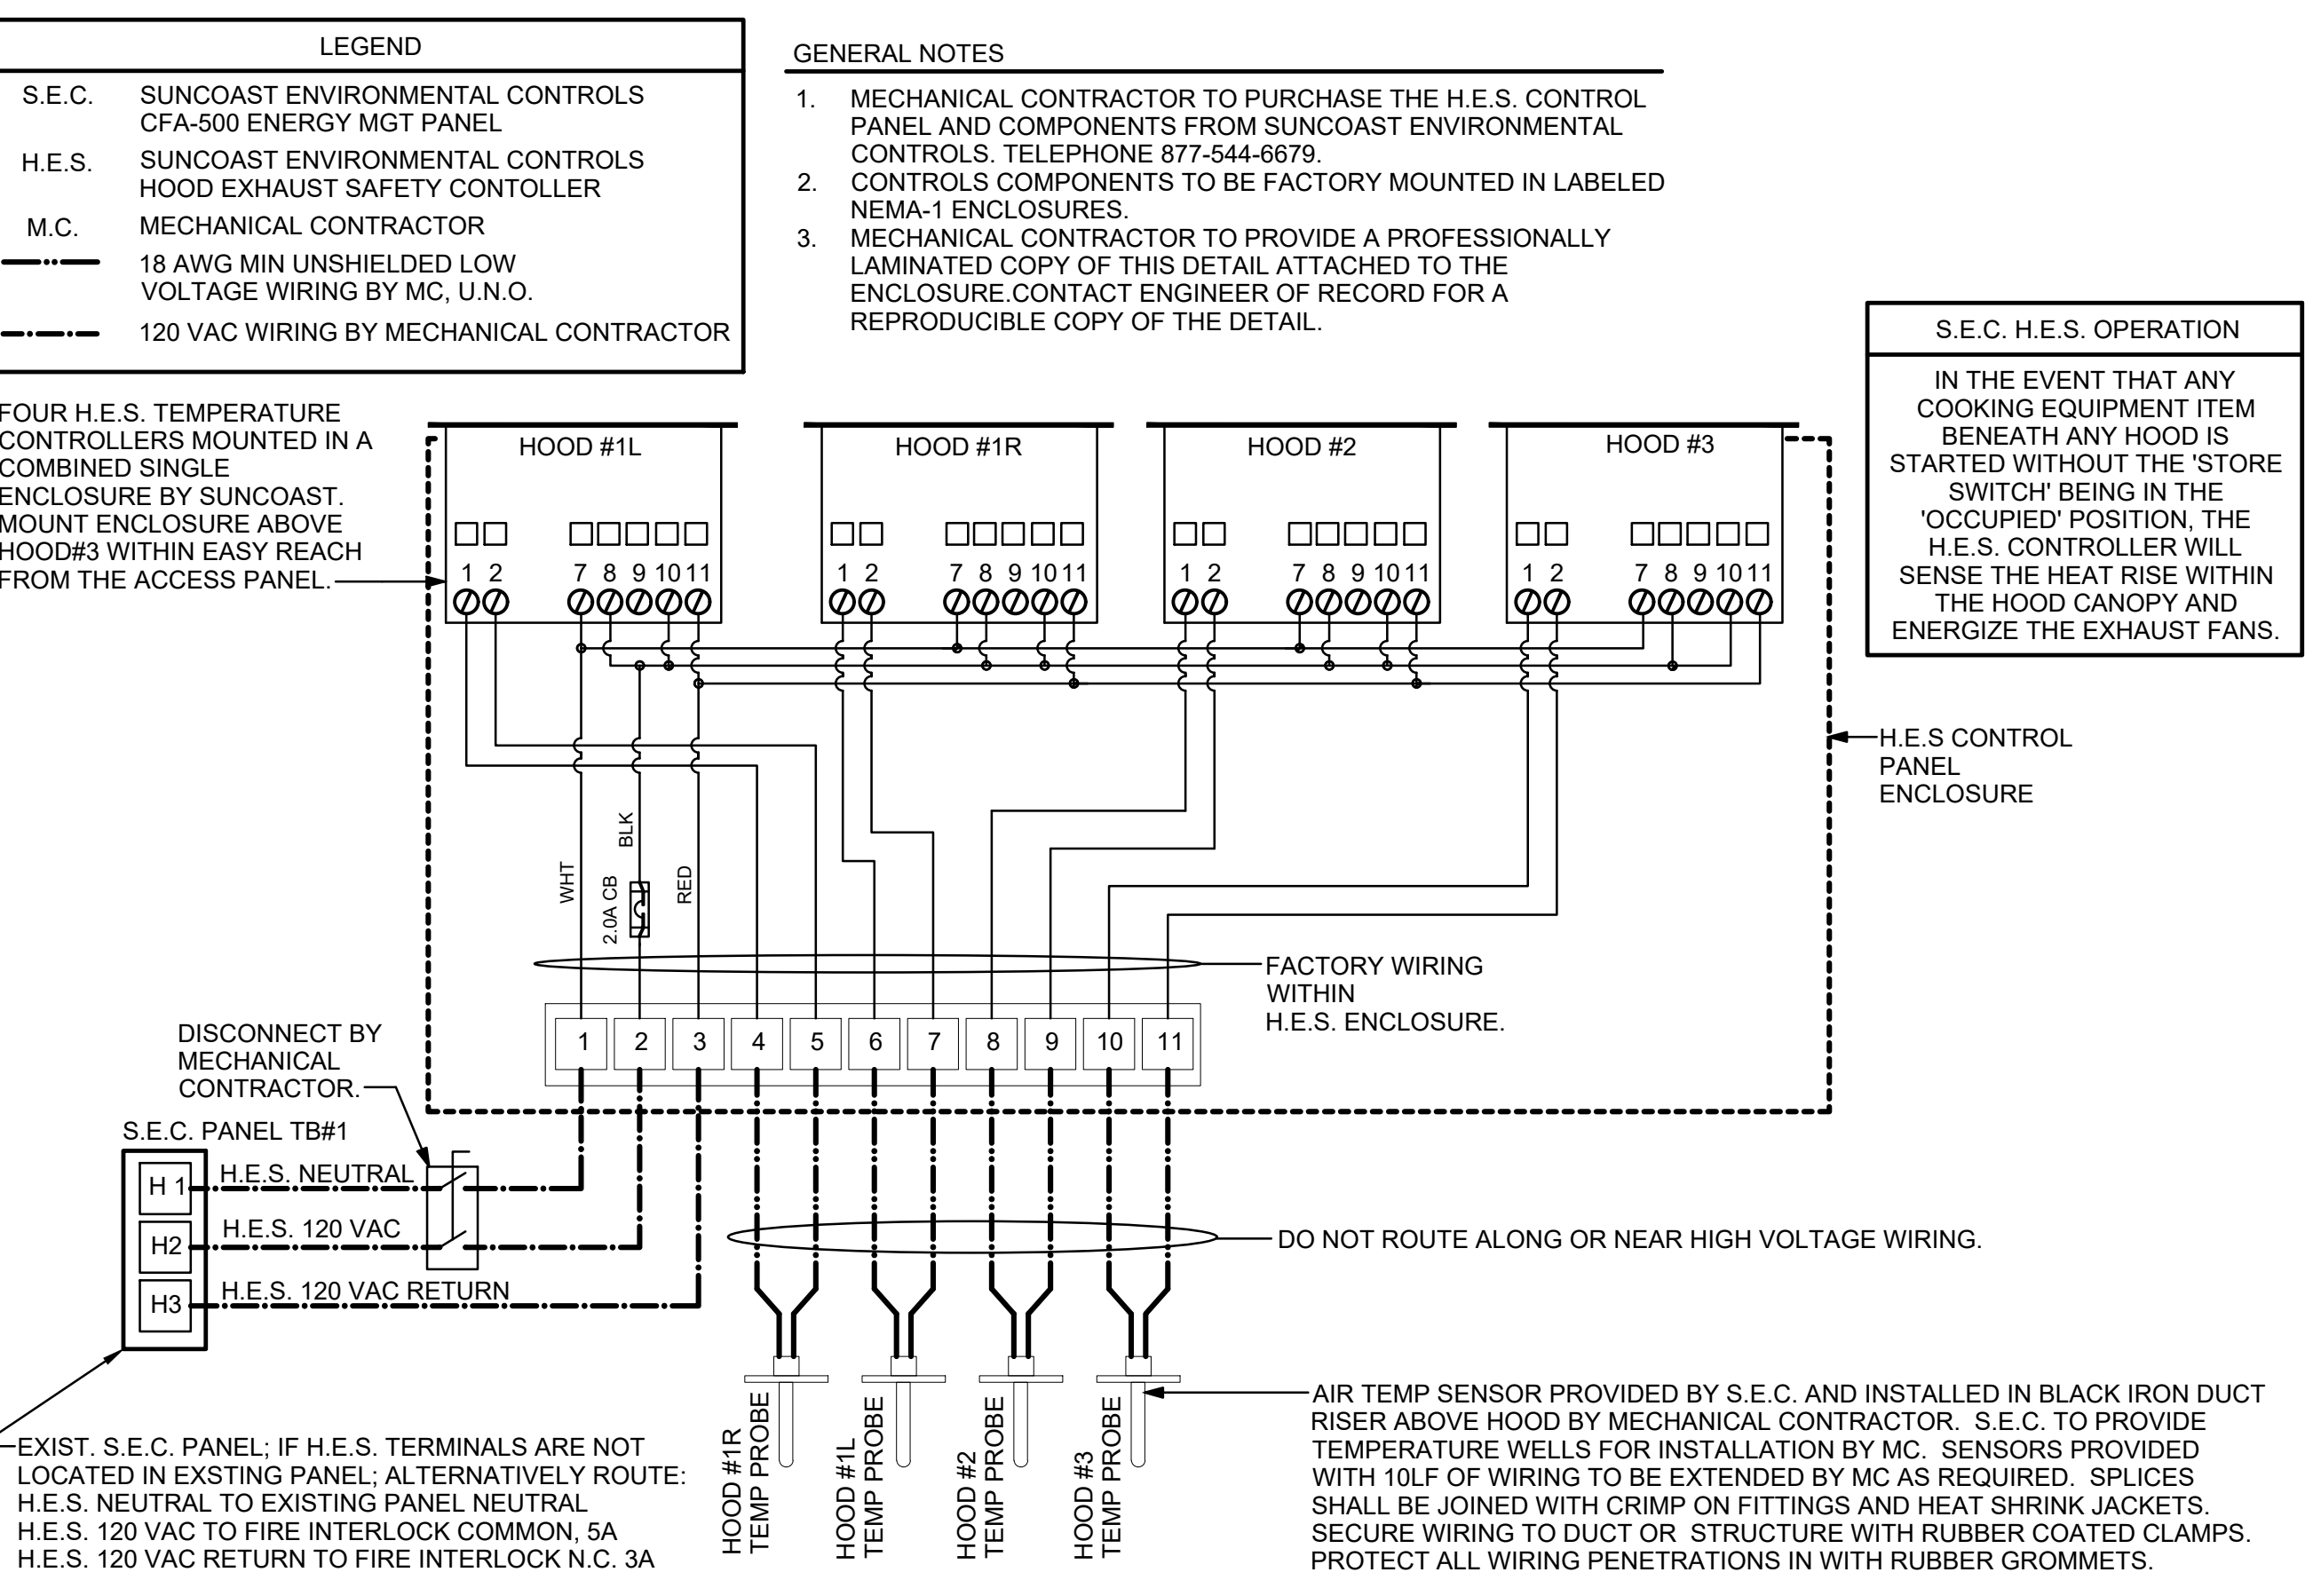 LEGEND
S.E.C. SUNCOAST ENVIRONMENTAL CONTROLS
CFA-500 ENERGY MGT PANEL
H.E.S. SUNCOAST ENVIRONMENTAL CONTROLS
HOOD EXHAUST SAFETY CONTOLLER
M.C. MECHANICAL CONTRACTOR
18 AWG MIN UNSHIELDED LOW
VOLTAGE WIRING BY MC, U.N.O.
120 VAC WIRING BY MECHANICAL CONTRACTOR
GENERAL NOTES
1. MECHANICAL CONTRACTOR TO PURCHASE THE H.E.S. CONTROL
PANEL AND COMPONENTS FROM SUNCOAST ENVIRONMENTAL
CONTROLS. TELEPHONE 877-544-6679.
2. CONTROLS COMPONENTS TO BE FACTORY MOUNTED IN LABELED
NEMA-1 ENCLOSURES.
3. MECHANICAL CONTRACTOR TO PROVIDE A PROFESSIONALLY
LAMINATED COPY OF THIS DETAIL ATTACHED TO THE
ENCLOSURE.CONTACT ENGINEER OF RECORD FOR A
REPRODUCIBLE COPY OF THE DETAIL.
S.E.C. H.E.S. OPERATION
IN THE EVENT THAT ANY
COOKING EQUIPMENT ITEM
BENEATH ANY HOOD IS
STARTED WITHOUT THE 'STORE
SWITCH' BEING IN THE
'OCCUPIED' POSITION, THE
H.E.S. CONTROLLER WILL
SENSE THE HEAT RISE WITHIN
THE HOOD CANOPY AND
ENERGIZE THE EXHAUST FANS.
FOUR H.E.S. TEMPERATURE
CONTROLLERS MOUNTED IN A
COMBINED SINGLE
ENCLOSURE BY SUNCOAST.
MOUNT ENCLOSURE ABOVE
HOOD#3 WITHIN EASY REACH
FROM THE ACCESS PANEL.
HOOD #1L
1 2 7 8 9 10 11
HOOD #1R
1 2 7 8 9 10 11
HOOD #2
1 2 7 8 9 10 11
HOOD #3
1 2 7 8 9 10 11
H.E.S CONTROL
PANEL
ENCLOSURE
WHT
2.0A CB
BLK
RED
FACTORY WIRING
WITHIN
H.E.S. ENCLOSURE.
1 2 3 4 5 6 7 8 9 10 11
DISCONNECT BY
MECHANICAL
CONTRACTOR.
S.E.C. PANEL TB#1
H 1 H.E.S. NEUTRAL
H2 H.E.S. 120 VAC
H3 H.E.S. 120 VAC RETURN
DO NOT ROUTE ALONG OR NEAR HIGH VOLTAGE WIRING.
EXIST. S.E.C. PANEL; IF H.E.S. TERMINALS ARE NOT
LOCATED IN EXSTING PANEL; ALTERNATIVELY ROUTE:
H.E.S. NEUTRAL TO EXISTING PANEL NEUTRAL
H.E.S. 120 VAC TO FIRE INTERLOCK COMMON, 5A
H.E.S. 120 VAC RETURN TO FIRE INTERLOCK N.C. 3A
HOOD #1R
TEMP PROBE
HOOD #1L
TEMP PROBE
HOOD #2
TEMP PROBE
HOOD #3
TEMP PROBE
AIR TEMP SENSOR PROVIDED BY S.E.C. AND INSTALLED IN BLACK IRON DUCT
RISER ABOVE HOOD BY MECHANICAL CONTRACTOR. S.E.C. TO PROVIDE
TEMPERATURE WELLS FOR INSTALLATION BY MC. SENSORS PROVIDED
WITH 10LF OF WIRING TO BE EXTENDED BY MC AS REQUIRED. SPLICES
SHALL BE JOINED WITH CRIMP ON FITTINGS AND HEAT SHRINK JACKETS.
SECURE WIRING TO DUCT OR STRUCTURE WITH RUBBER COATED CLAMPS.
PROTECT ALL WIRING PENETRATIONS IN WITH RUBBER GROMMETS.